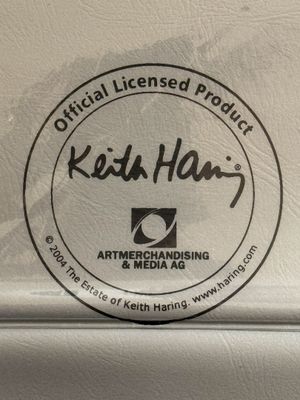 Official Licensed Product
Keith Haring®
ARTMERCHANDISING
& MEDIA AG
© 2004 The Estate of Keith Haring. www.haring.com